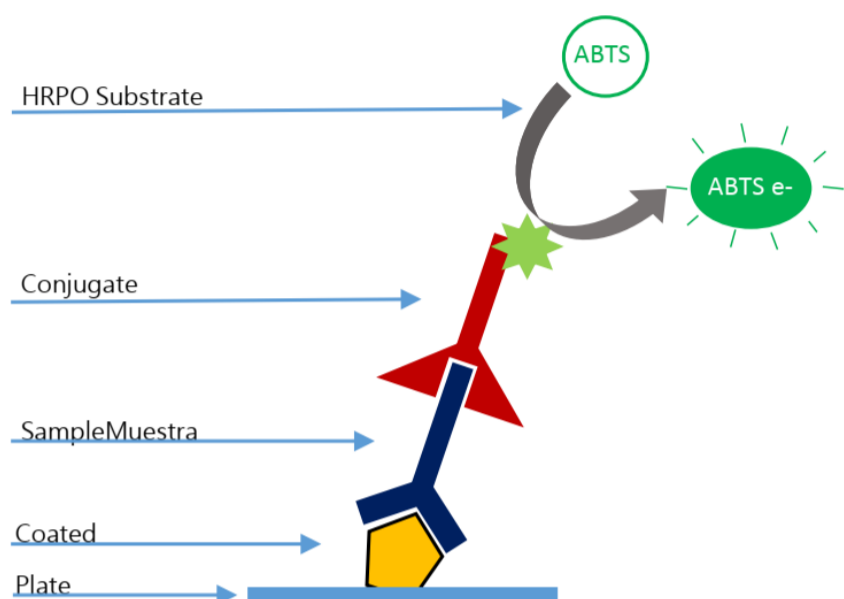 ABTS
HRPO Substrate
ABTS e-
Conjugate
SampleMuestra
Coated
Plate